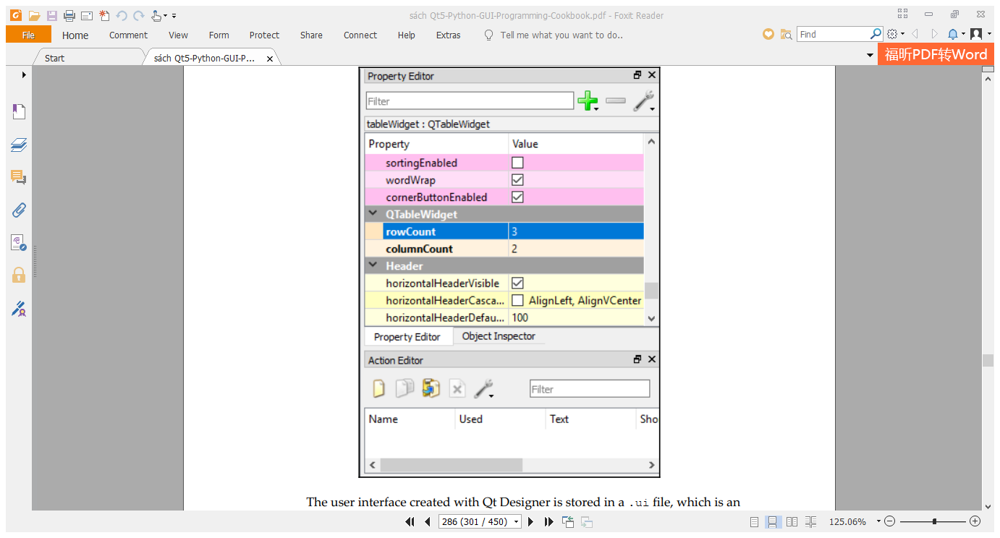 sách Qt5-Python-GUI-Programming-Cookbook.pdf - Foxit Reader
File Home Comment View Form Protect Share Connect Help Extras Tell me what you want to do.. Find
Start sách Qt5-Python-GUI-P...
福昕PDF转Word
Property Editor
Filter
tableWidget : QTableWidget
Property Value
sortingEnabled
wordWrap
cornerButtonEnabled
QTableWidget
rowCount 3
columnCount 2
Header
horizontalHeaderVisible
horizontalHeaderCasca... AlignLeft, AlignVCenter
horizontalHeaderDefau... 100
Property Editor Object Inspector
Action Editor
Filter
Name Used Text Sho
The user interface created with Qt Designer is stored in a .ui file, which is an
286 (301 / 450) 125.06%